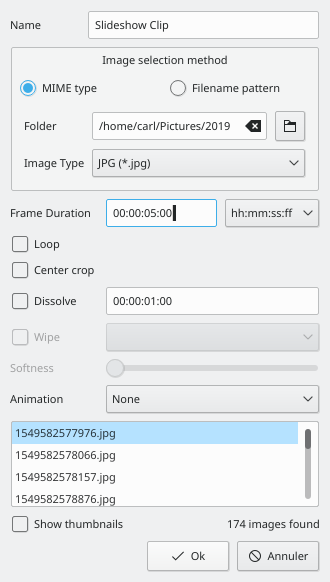 Name Slideshow Clip
Image selection method
MIME type Filename pattern
Folder /home/carl/Pictures/2019
Image Type JPG (*.jpg)
Frame Duration 00:00:05:00 hh:mm:ss:ff
Loop
Center crop
Dissolve 00:00:01:00
Wipe
Softness
Animation None
1549582577976.jpg
1549582578066.jpg
1549582578157.jpg
1549582578876.jpg
Show thumbnails 174 images found
Ok Annuler